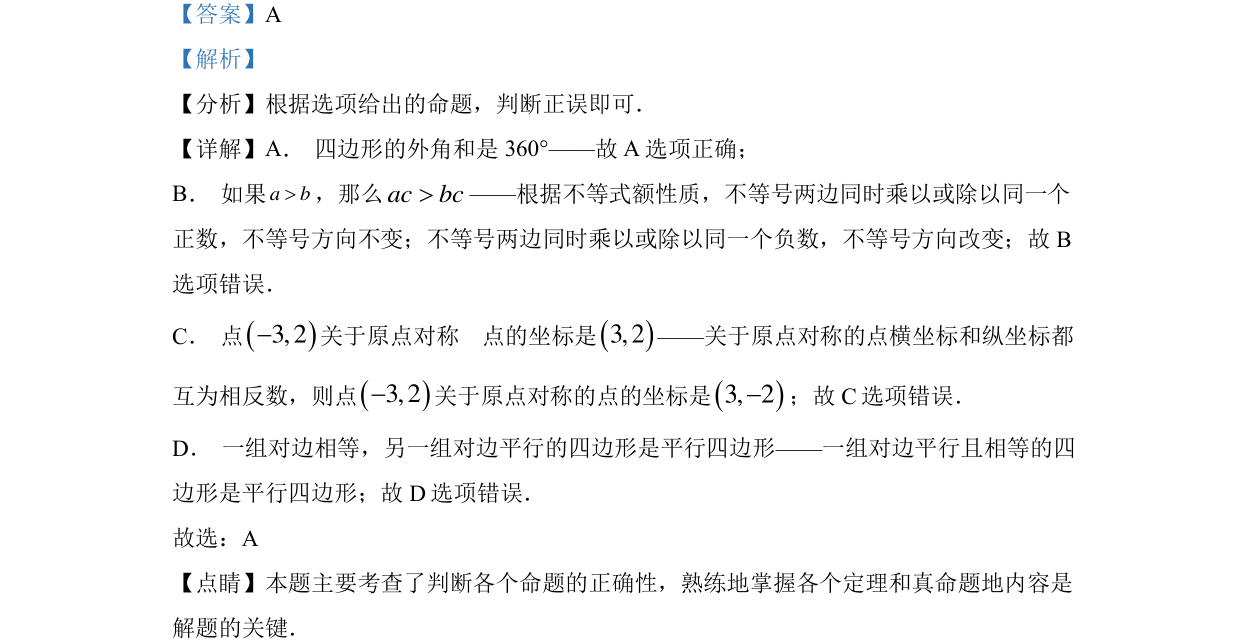 【答案】A
【解析】
【分析】根据选项给出的命题，判断正误即可．
【详解】A． 四边形的外角和是 360°——故 A 选项正确；
B． 如果 a > b ，那么 ac > bc ——根据不等式额性质，不等号两边同时乘以或除以同一个
正数，不等号方向不变；不等号两边同时乘以或除以同一个负数，不等号方向改变；故 B
选项错误．
C． 点(−3,2)关于原点对称 点的坐标是(3,2)——关于原点对称的点横坐标和纵坐标都
互为相反数，则点(−3,2)关于原点对称的点的坐标是(3,−2)；故 C 选项错误．
D． 一组对边相等，另一组对边平行的四边形是平行四边形——一组对边平行且相等的四
边形是平行四边形；故 D 选项错误．
故选：A
【点睛】本题主要考查了判断各个命题的正确性，熟练地掌握各个定理和真命题地内容是
解题的关键．